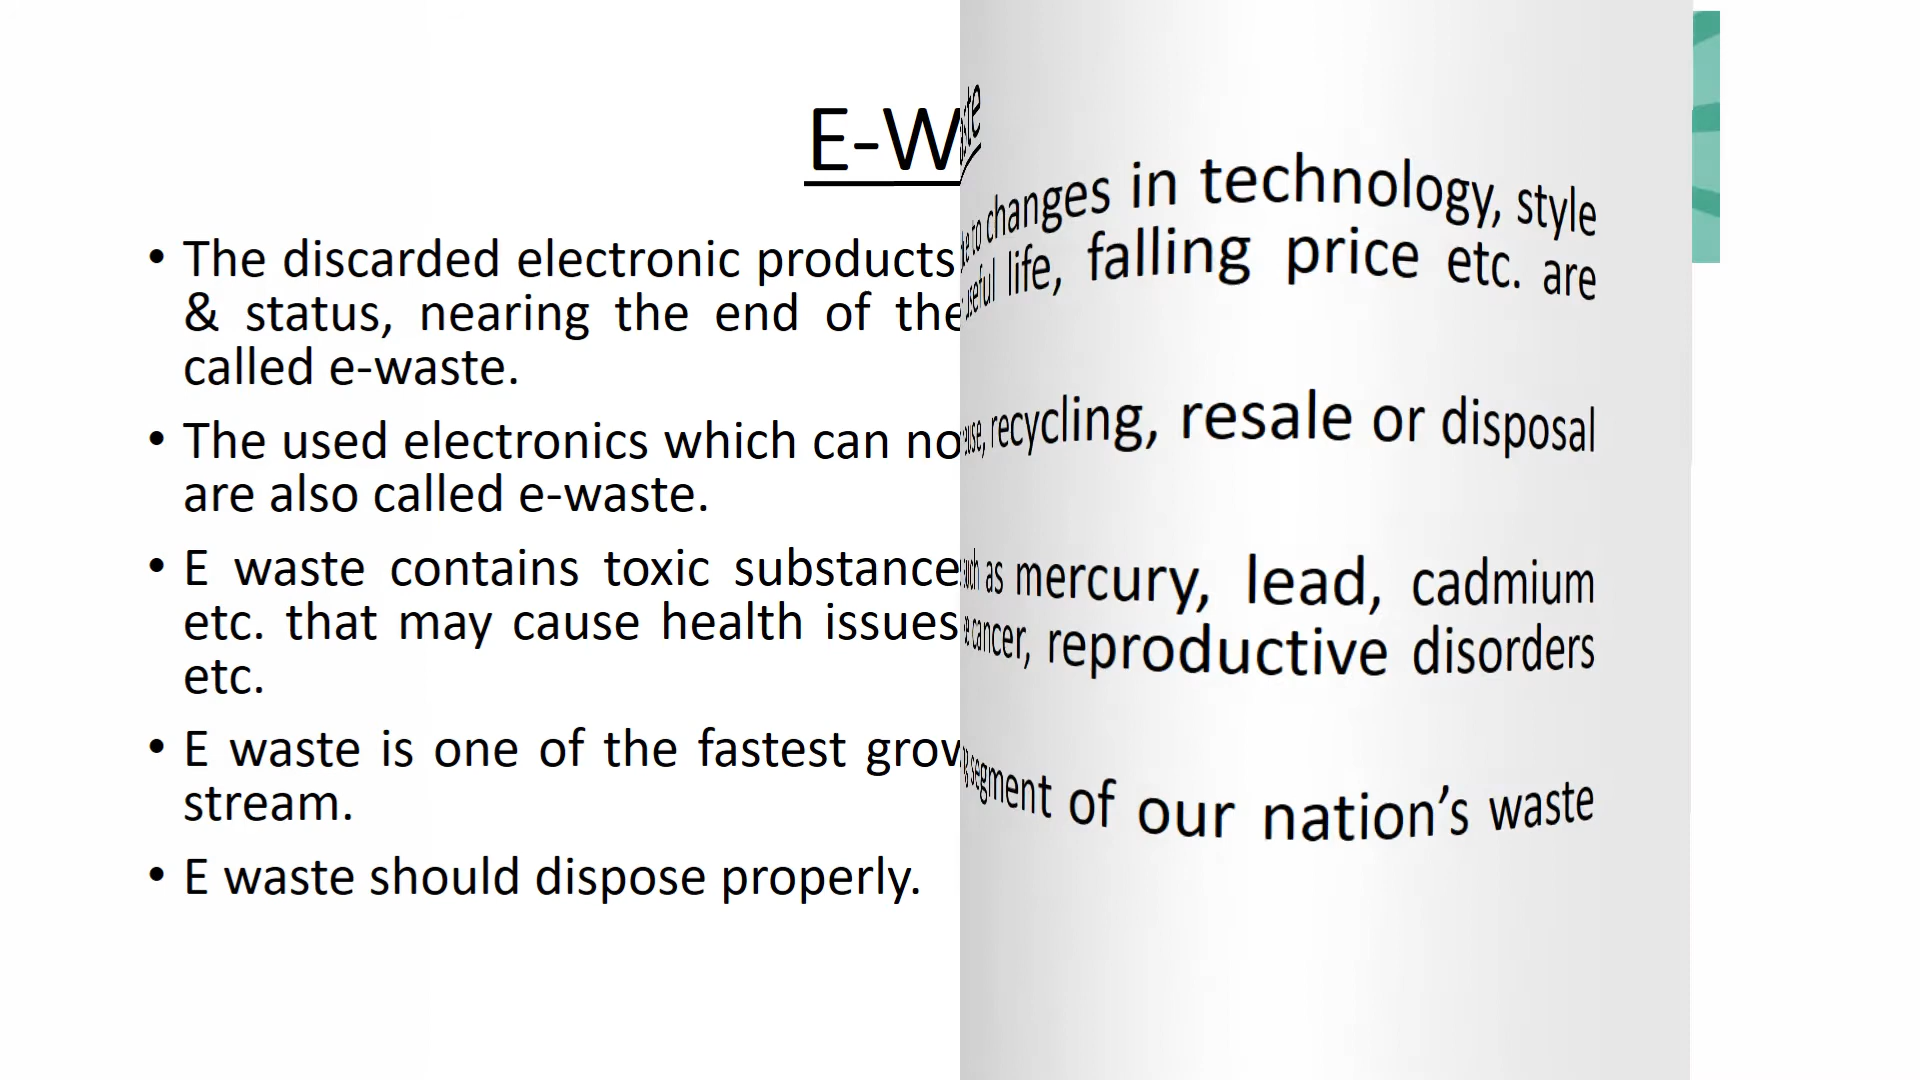 E-Waste
• The discarded electronic products to changes in technology, style
& status, nearing the end of the useful life, falling price etc. are
called e-waste.
• The used electronics which can no recycling, resale or disposal
are also called e-waste.
• E waste contains toxic substance such as mercury, lead, cadmium
etc. that may cause health issues cancer, reproductive disorders
etc.
• E waste is one of the fastest grow segment of our nation’s waste
stream.
• E waste should dispose properly.